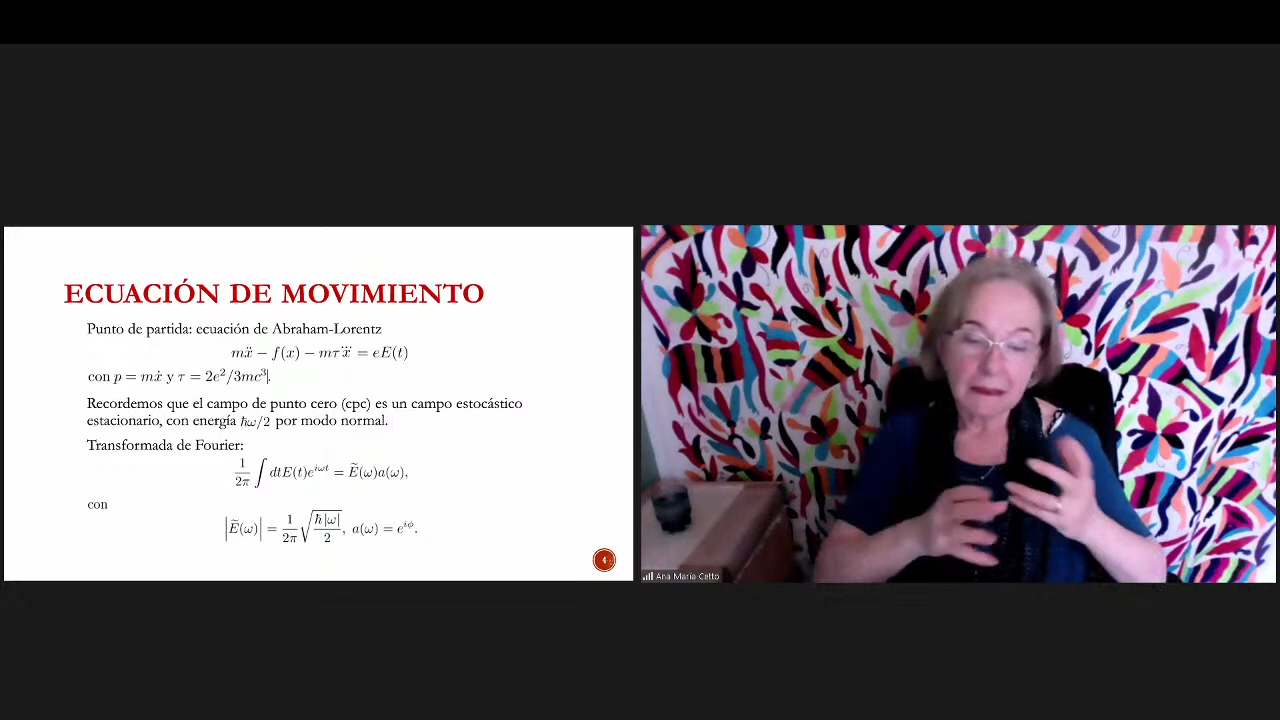 ECUACIÓN DE MOVIMIENTO
Punto de partida: ecuación de Abraham-Lorentz
mẍ − f(x) − mτ x⃛ = eE(t)
con p = mẋ y τ = 2e²/3mc³.
Recordemos que el campo de punto cero (cpc) es un campo estocástico
estacionario, con energía ℏω/2 por modo normal.
Transformada de Fourier:
1/2π ∫ dtE(t)e^{iωt} = Ẽ(ω)a(ω),
con
|Ẽ(ω)| = 1/2π √(ℏ|ω|/2), a(ω) = e^{iφ}.
4
Ana María Cetto